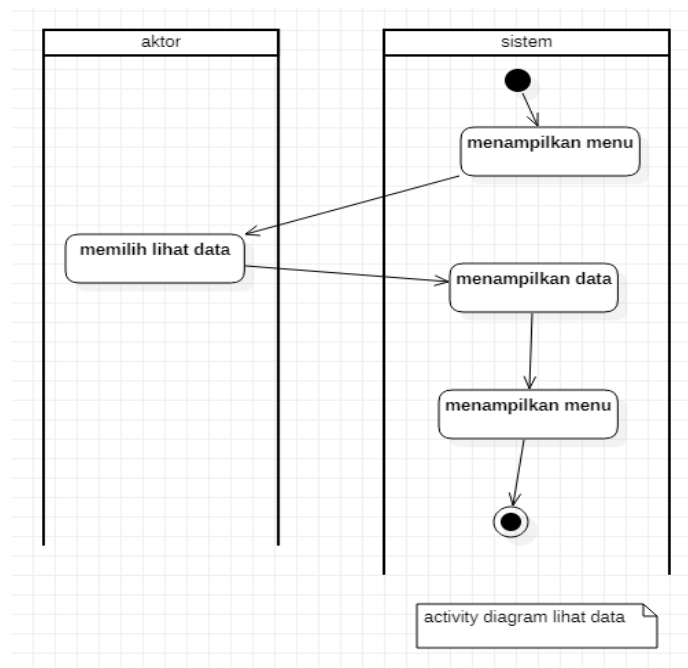 aktor
sistem
menampilkan menu
memilih lihat data
menampilkan data
menampilkan menu
activity diagram lihat data